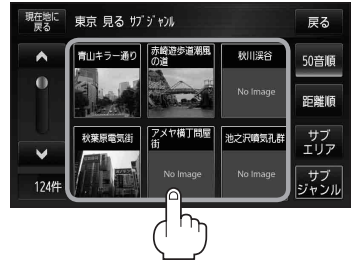 現在地に
戻る
東京 見る ｻﾌﾞｼﾞｬﾝﾙ
戻る
青山キラー通り
赤崎遊歩道潮風
の道
秋川渓谷
No Image
50音順
距離順
秋葉原電気街
アメヤ横丁問屋
街
No Image
池之沢噴気孔群
No Image
サブ
エリア
124件
サブ
ジャンル